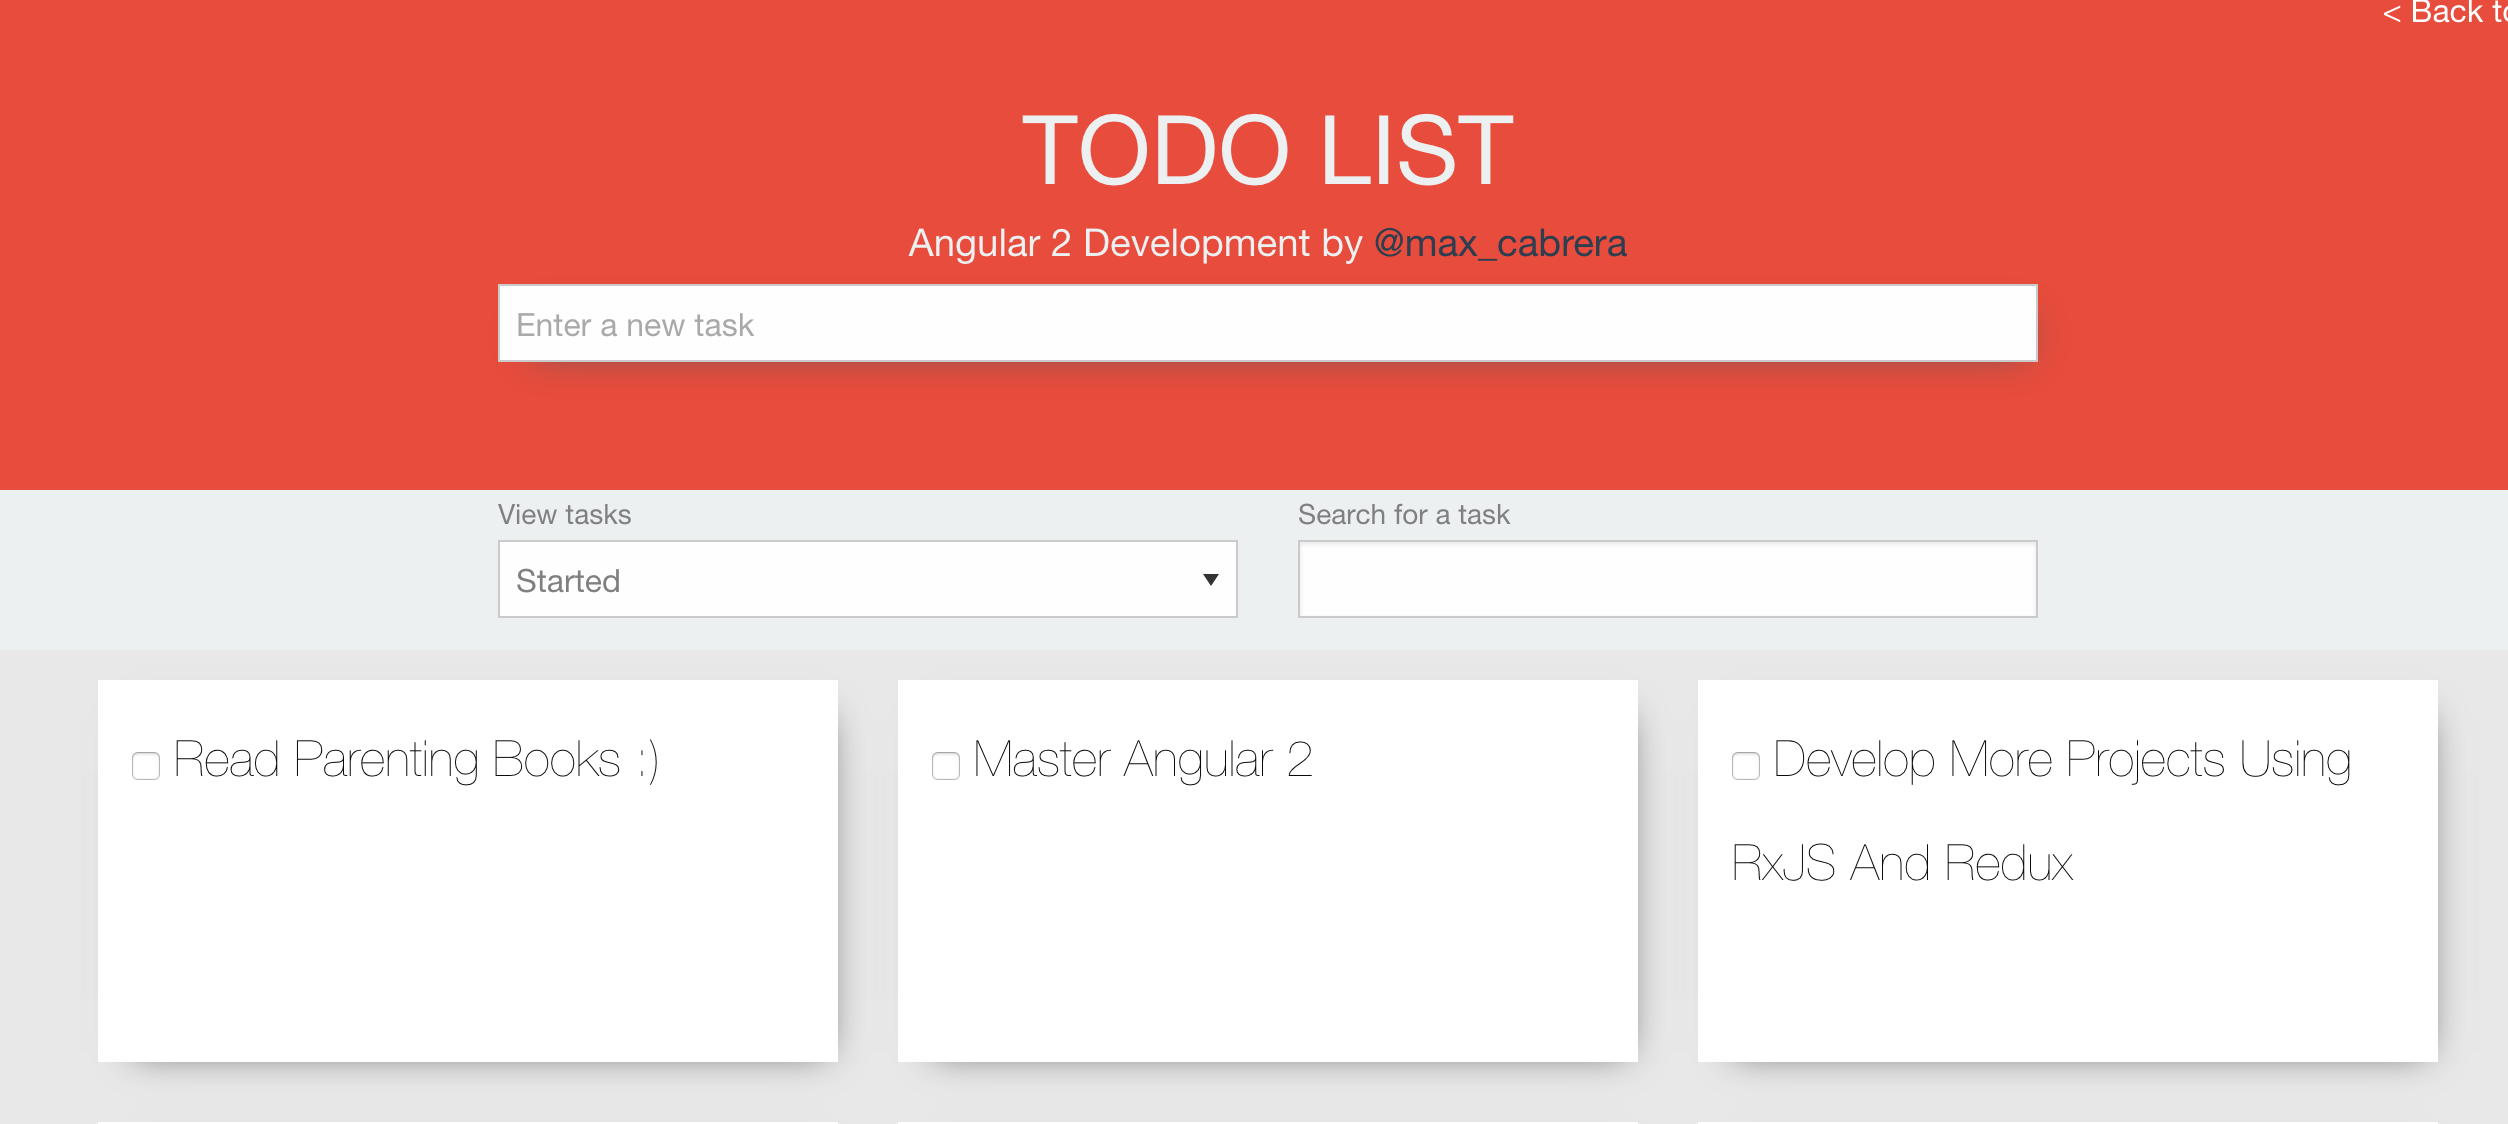 < Back
TODO LIST
Angular 2 Development by @max_cabrera
Enter a new task
View tasks
Search for a task
Started
Read Parenting Books :)
Master Angular 2
Develop More Projects Using
RxJS And Redux